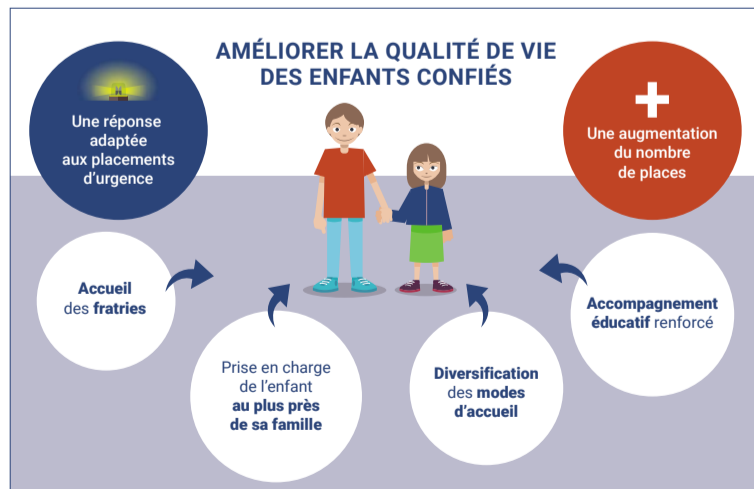 AMÉLIORER LA QUALITÉ DE VIE
DES ENFANTS CONFIÉS
Une réponse
adaptée
aux placements
d'urgence
Une augmentation
du nombre
de places
Accueil
des fratries
Prise en charge
de l'enfant
au plus près
de sa famille
Diversification
des modes
d'accueil
Accompagnement
éducatif renforcé